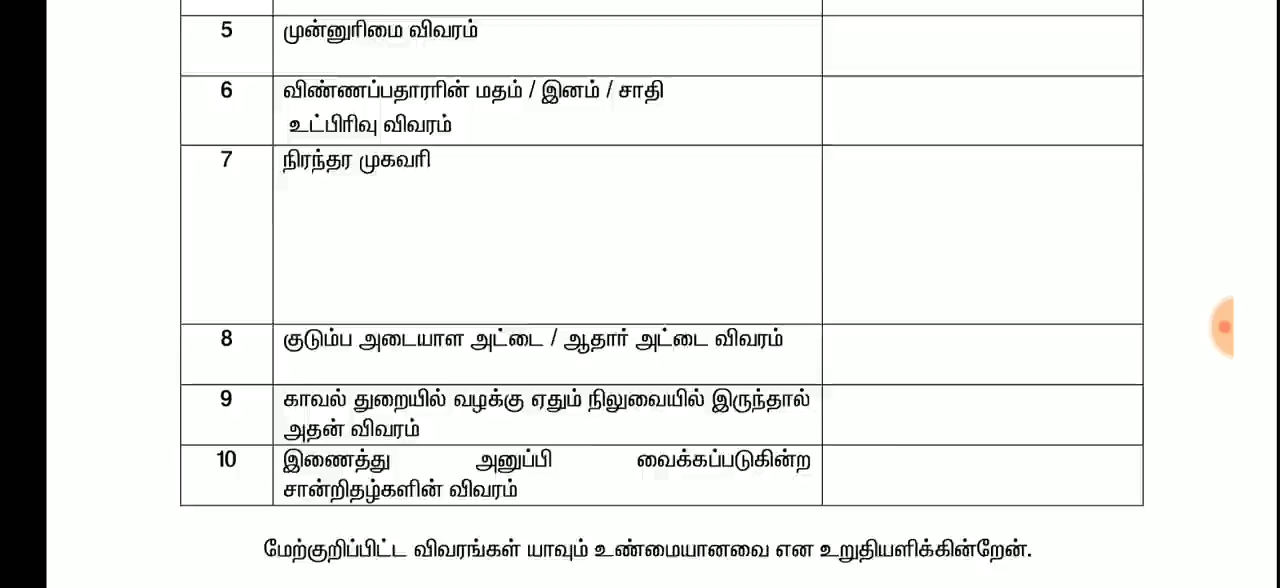 5 முன்னுரிமை விவரம்
6 விண்ணப்பதாரரின் மதம் / இனம் / சாதி
உட்பிரிவு விவரம்
7 நிரந்தர முகவரி
8 குடும்ப அடையாள அட்டை / ஆதார் அட்டை விவரம்
9 காவல் துறையில் வழக்கு ஏதும் நிலுவையில் இருந்தால்
அதன் விவரம்
10 இணைத்து அனுப்பி வைக்கப்படுகின்ற
சான்றிதழ்களின் விவரம்
மேற்குறிப்பிட்ட விவரங்கள் யாவும் உண்மையானவை என உறுதியளிக்கின்றேன்.